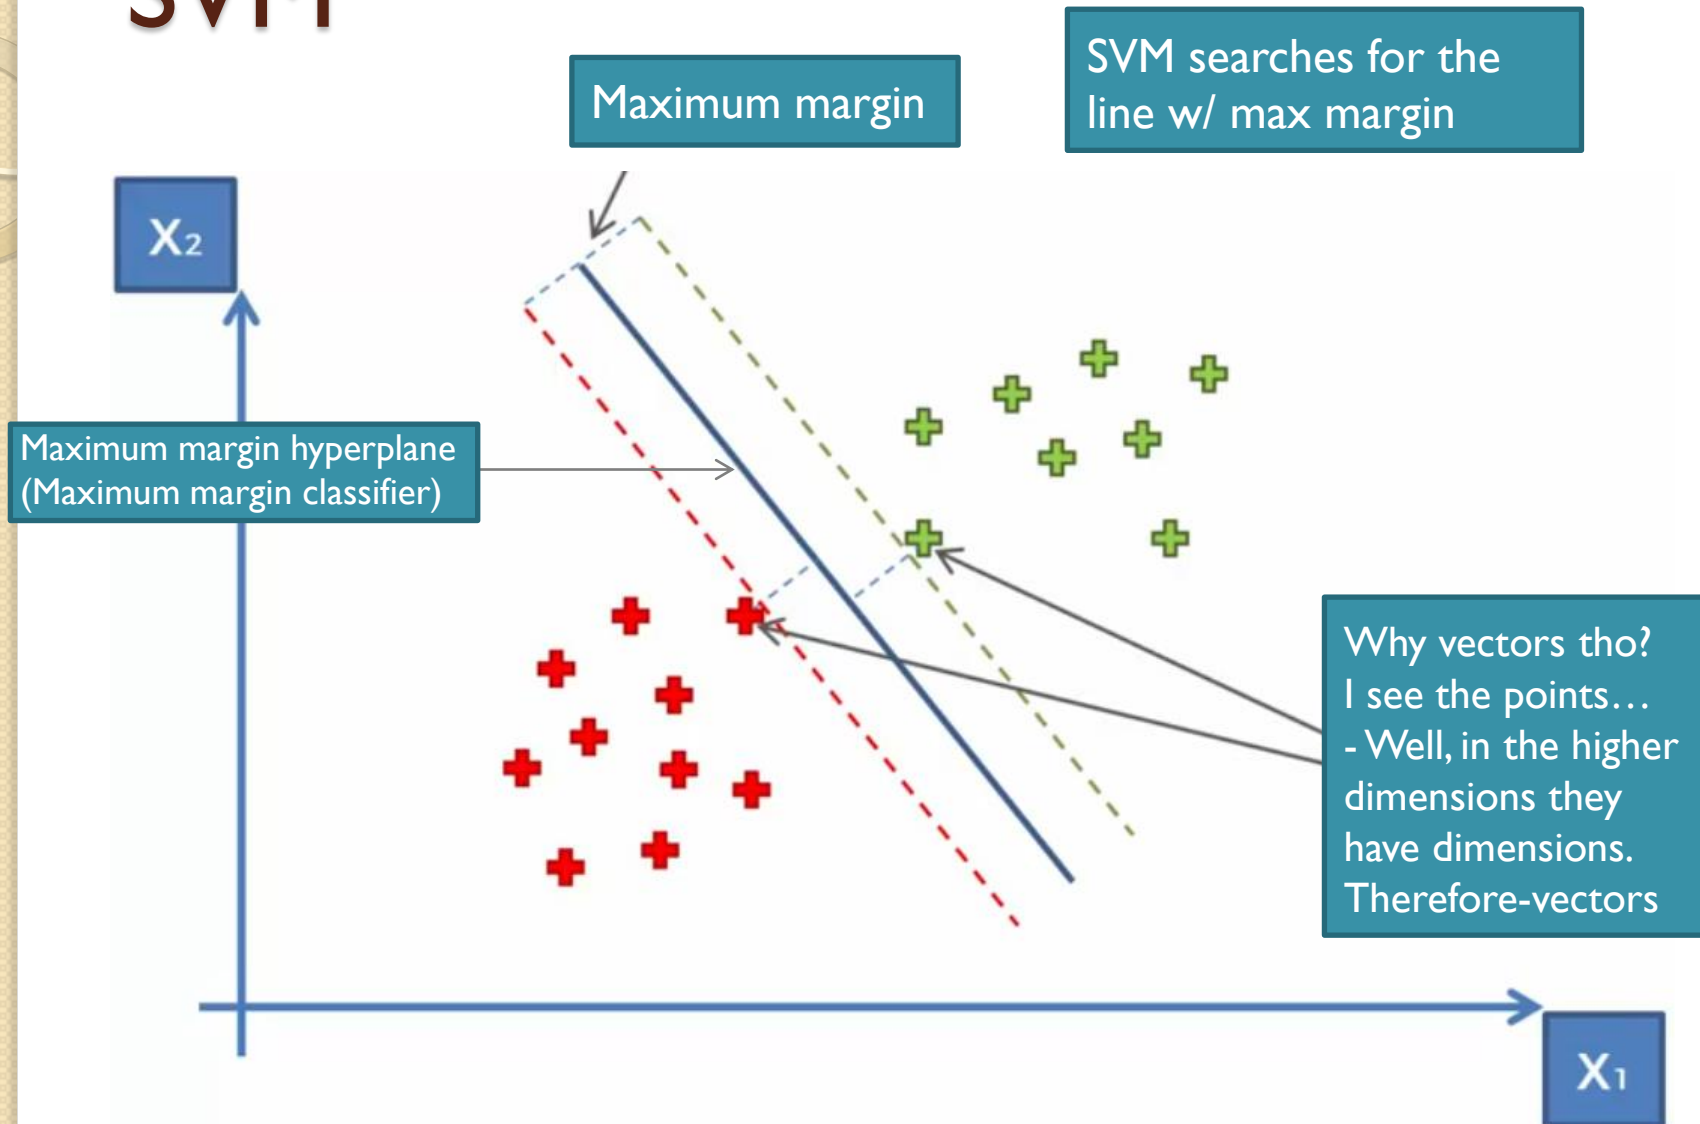 SVM
Maximum margin
SVM searches for the
line w/ max margin
X2
Maximum margin hyperplane
(Maximum margin classifier)
Why vectors tho?
I see the points...
- Well, in the higher
dimensions they
have dimensions.
Therefore-vectors
X1